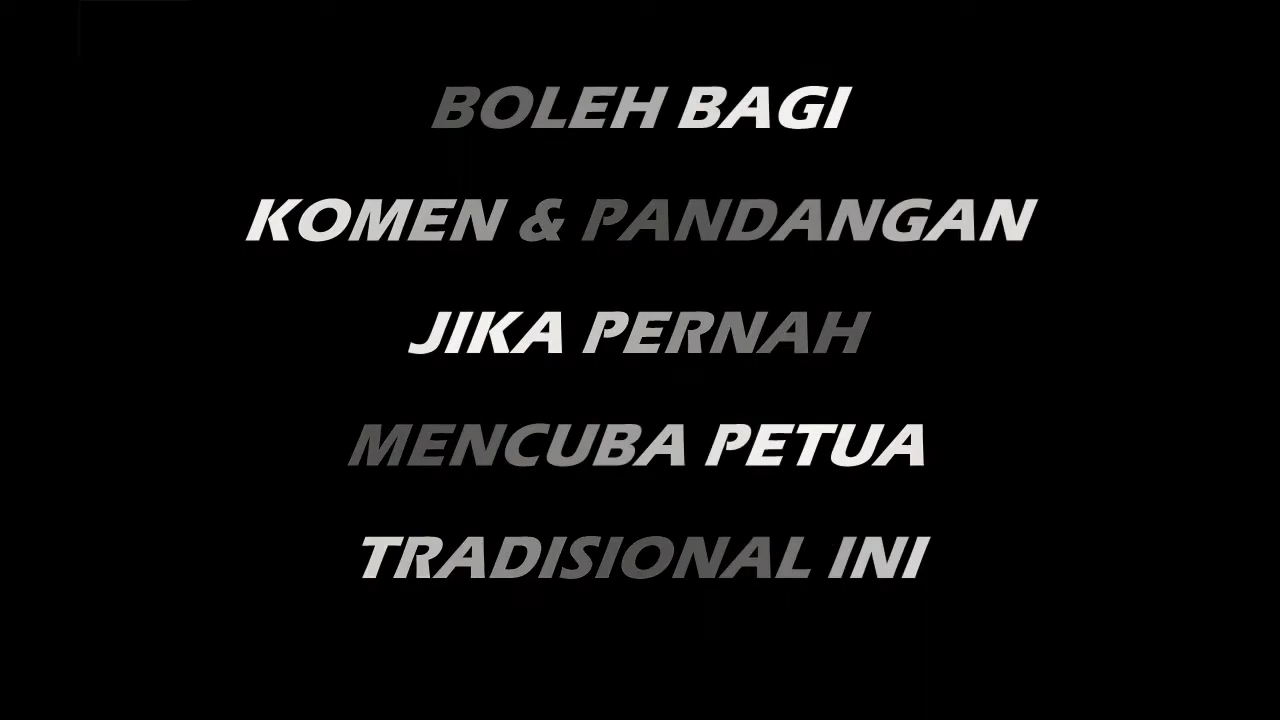 BOLEH BAGI
KOMEN & PANDANGAN
JIKA PERNAH
MENCUBA PETUA
TRADISIONAL INI